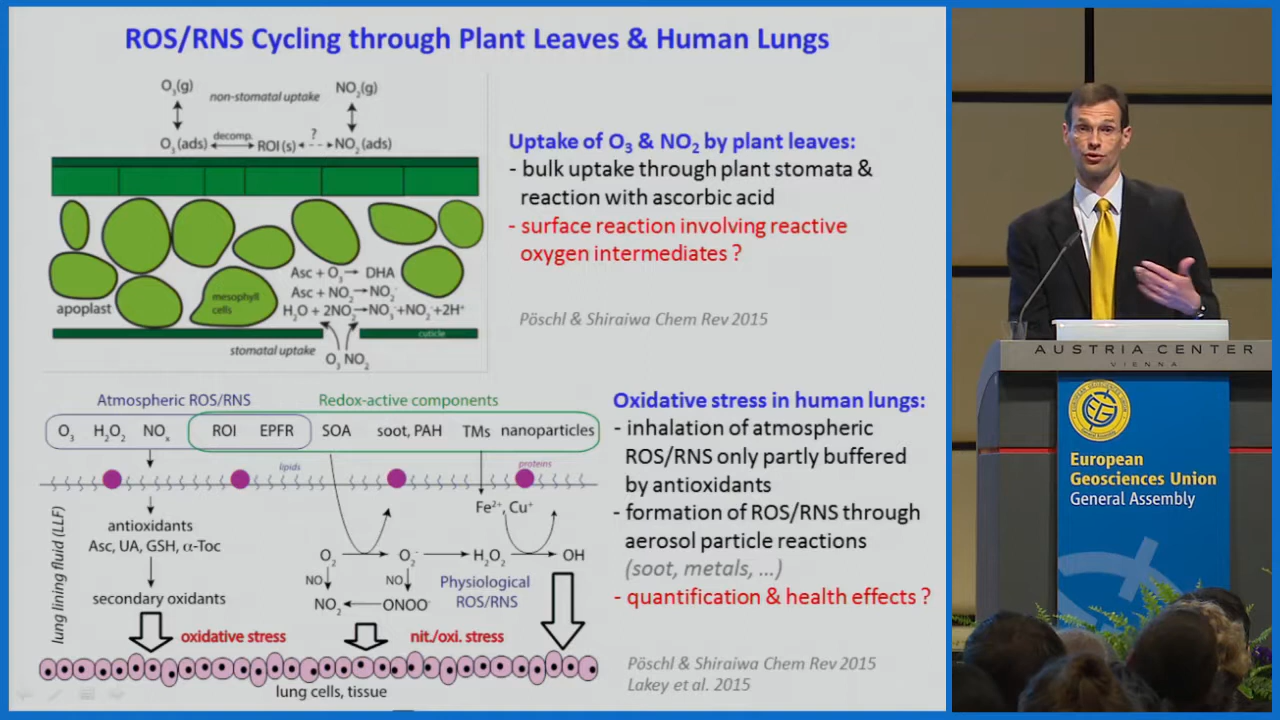 ROS/RNS Cycling through Plant Leaves & Human Lungs
O₃(g)
non-stomatal uptake
NO₂(g)
O₃(ads)
decomp.
ROI(s)
?
NO₂(ads)
Asc + O₃ → DHA
Asc + NO₂ → NO₂⁻
H₂O + 2NO₂ → NO₃⁻+NO₂⁻+2H⁺
mesophyll
cells
apoplast
cuticle
stomatal uptake
O₃ NO₂
Uptake of O₃ & NO₂ by plant leaves:
- bulk uptake through plant stomata &
reaction with ascorbic acid
- surface reaction involving reactive
oxygen intermediates ?
Pöschl & Shiraiwa Chem Rev 2015
Atmospheric ROS/RNS
Redox-active components
O₃ H₂O₂ NOₓ ROI EPFR SOA soot, PAH TMs nanoparticles
lipids
proteins
lung lining fluid (LLF)
antioxidants
Asc, UA, GSH, α-Toc
secondary oxidants
Fe²⁺, Cu⁺
O₂ O₂⁻ H₂O₂ OH
NO NO
NO₂ ONOO⁻
Physiological
ROS/RNS
oxidative stress
nit./oxi. stress
lung cells, tissue
Oxidative stress in human lungs:
- inhalation of atmospheric
ROS/RNS only partly buffered
by antioxidants
- formation of ROS/RNS through
aerosol particle reactions
(soot, metals, ...)
- quantification & health effects ?
Pöschl & Shiraiwa Chem Rev 2015
Lakey et al. 2015
AUSTRIA CENTER
VIENNA
European
Geosciences Union
General Assembly